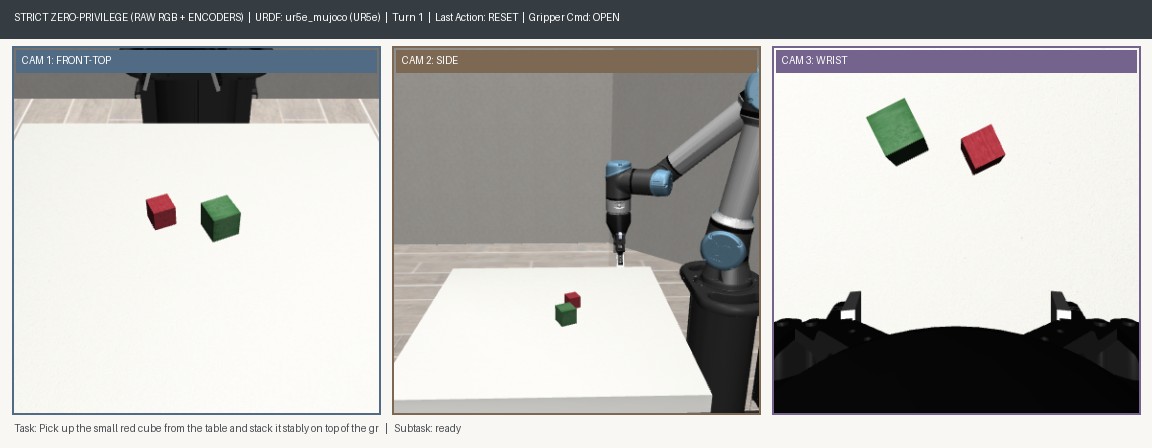 STRICT ZERO-PRIVILEGE (RAW RGB + ENCODERS) | URDF: ur5e_mujoco (UR5e) | Turn 1 | Last Action: RESET | Gripper Cmd: OPEN
CAM 1: FRONT-TOP
CAM 2: SIDE
CAM 3: WRIST
Task: Pick up the small red cube from the table and stack it stably on top of the gr | Subtask: ready